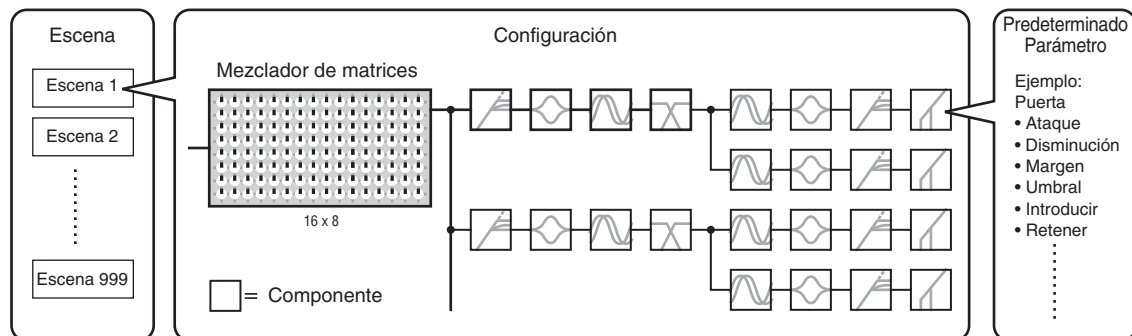 Escena
Escena 1
Escena 2
Escena 999
Configuración
Mezclador de matrices
16 x 8
= Componente
Predeterminado
Parámetro
Ejemplo:
Puerta
• Ataque
• Disminución
• Margen
• Umbral
• Introducir
• Retener